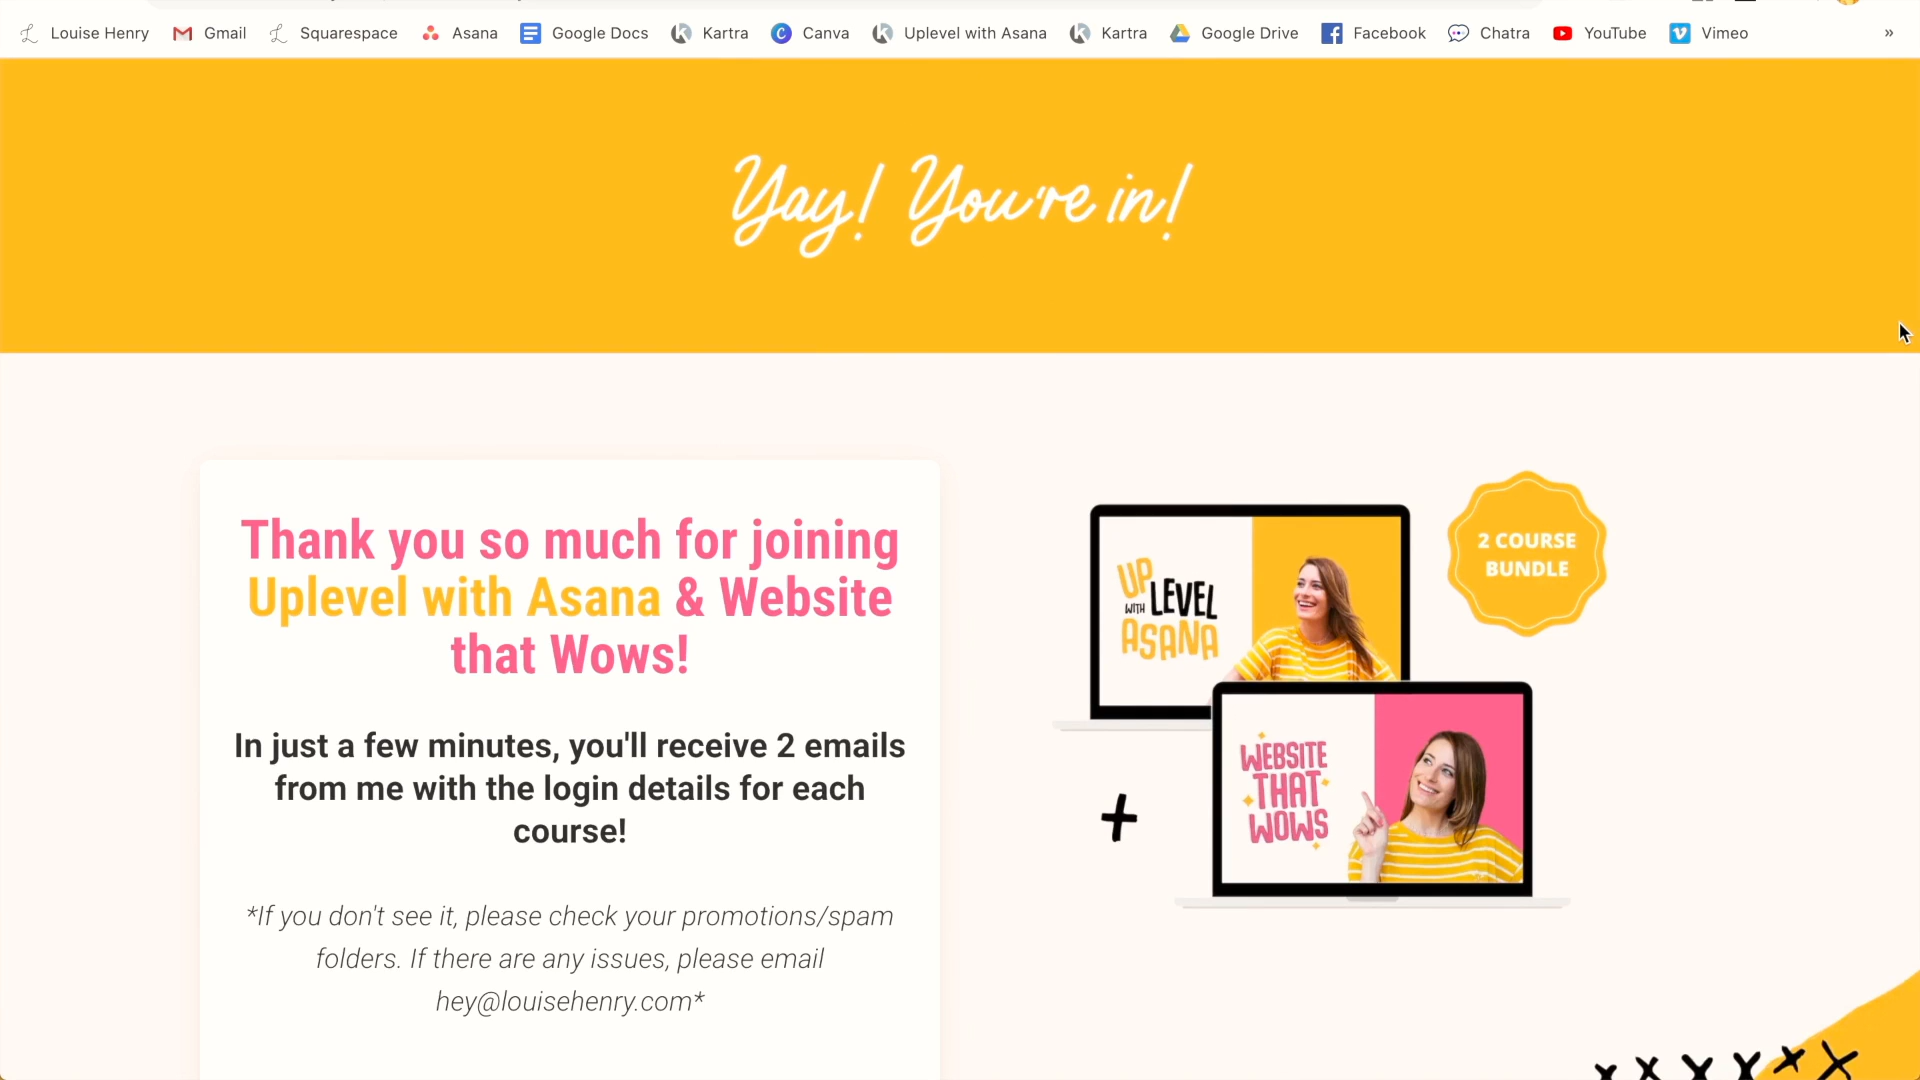 Louise Henry Gmail Squarespace Asana Google Docs Kartra Canva Uplevel with Asana Kartra Google Drive Facebook Chatra YouTube Vimeo »
Yay! You're in!
Thank you so much for joining
Uplevel with Asana & Website
that Wows!
In just a few minutes, you'll receive 2 emails
from me with the login details for each
course!
*If you don't see it, please check your promotions/spam
folders. If there are any issues, please email
hey@louisehenry.com*
2 COURSE
BUNDLE
UP
WITH LEVEL
ASANA
+
WEBSITE
THAT
WOWS